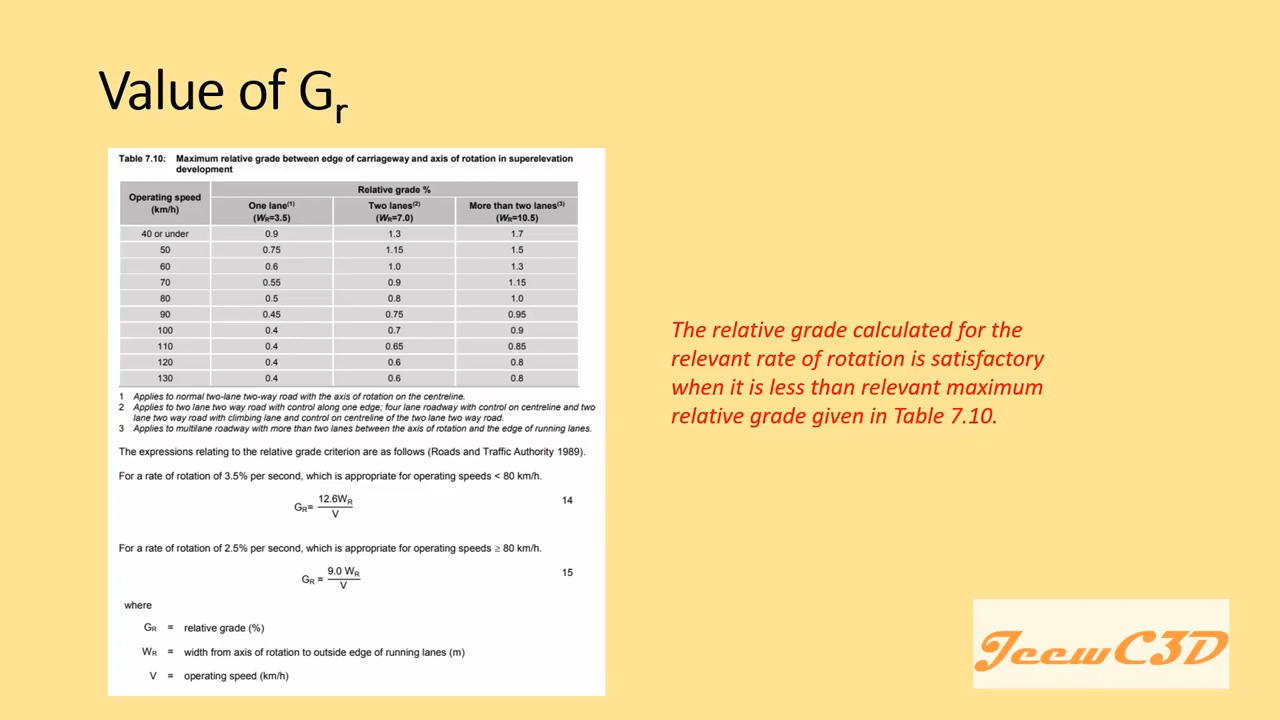 Value of Gr
Table 7.10: Maximum relative grade between edge of carriageway and axis of rotation in superelevation
development
Operating speed
(km/h)
Relative grade %
One lane(1)
(WR=3.5)
Two lanes(2)
(WR=7.0)
More than two lanes(3)
(WR=10.5)
40 or under 0.9 1.3 1.7
50 0.75 1.15 1.5
60 0.6 1.0 1.3
70 0.55 0.9 1.15
80 0.5 0.8 1.0
90 0.45 0.75 0.95
100 0.4 0.7 0.9
110 0.4 0.65 0.85
120 0.4 0.6 0.8
130 0.4 0.6 0.8
1 Applies to normal two-lane two-way road with the axis of rotation on the centreline.
2 Applies to two lane two way road with control along one edge; four lane roadway with control on centreline and two
lane two way road with climbing lane and control on centreline of the two lane two way road.
3 Applies to multilane roadway with more than two lanes between the axis of rotation and the edge of running lanes.
The expressions relating to the relative grade criterion are as follows (Roads and Traffic Authority 1989).
For a rate of rotation of 3.5% per second, which is appropriate for operating speeds < 80 km/h.
GR= 12.6WR / V 14
For a rate of rotation of 2.5% per second, which is appropriate for operating speeds ≥ 80 km/h.
GR = 9.0 WR / V 15
where
GR = relative grade (%)
WR = width from axis of rotation to outside edge of running lanes (m)
V = operating speed (km/h)
The relative grade calculated for the
relevant rate of rotation is satisfactory
when it is less than relevant maximum
relative grade given in Table 7.10.
JeewC3D